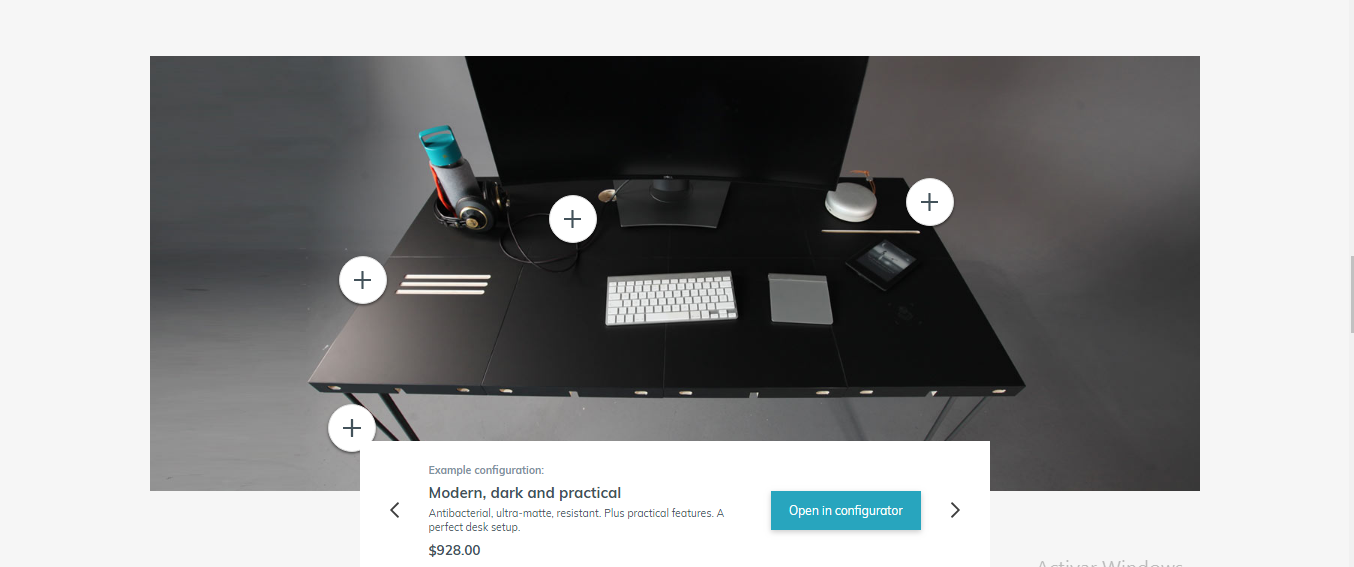 Example configuration:
Modern, dark and practical
Antibacterial, ultra-matte, resistant. Plus practical features. A
perfect desk setup.
$928.00
Open in configurator
Activar Windows